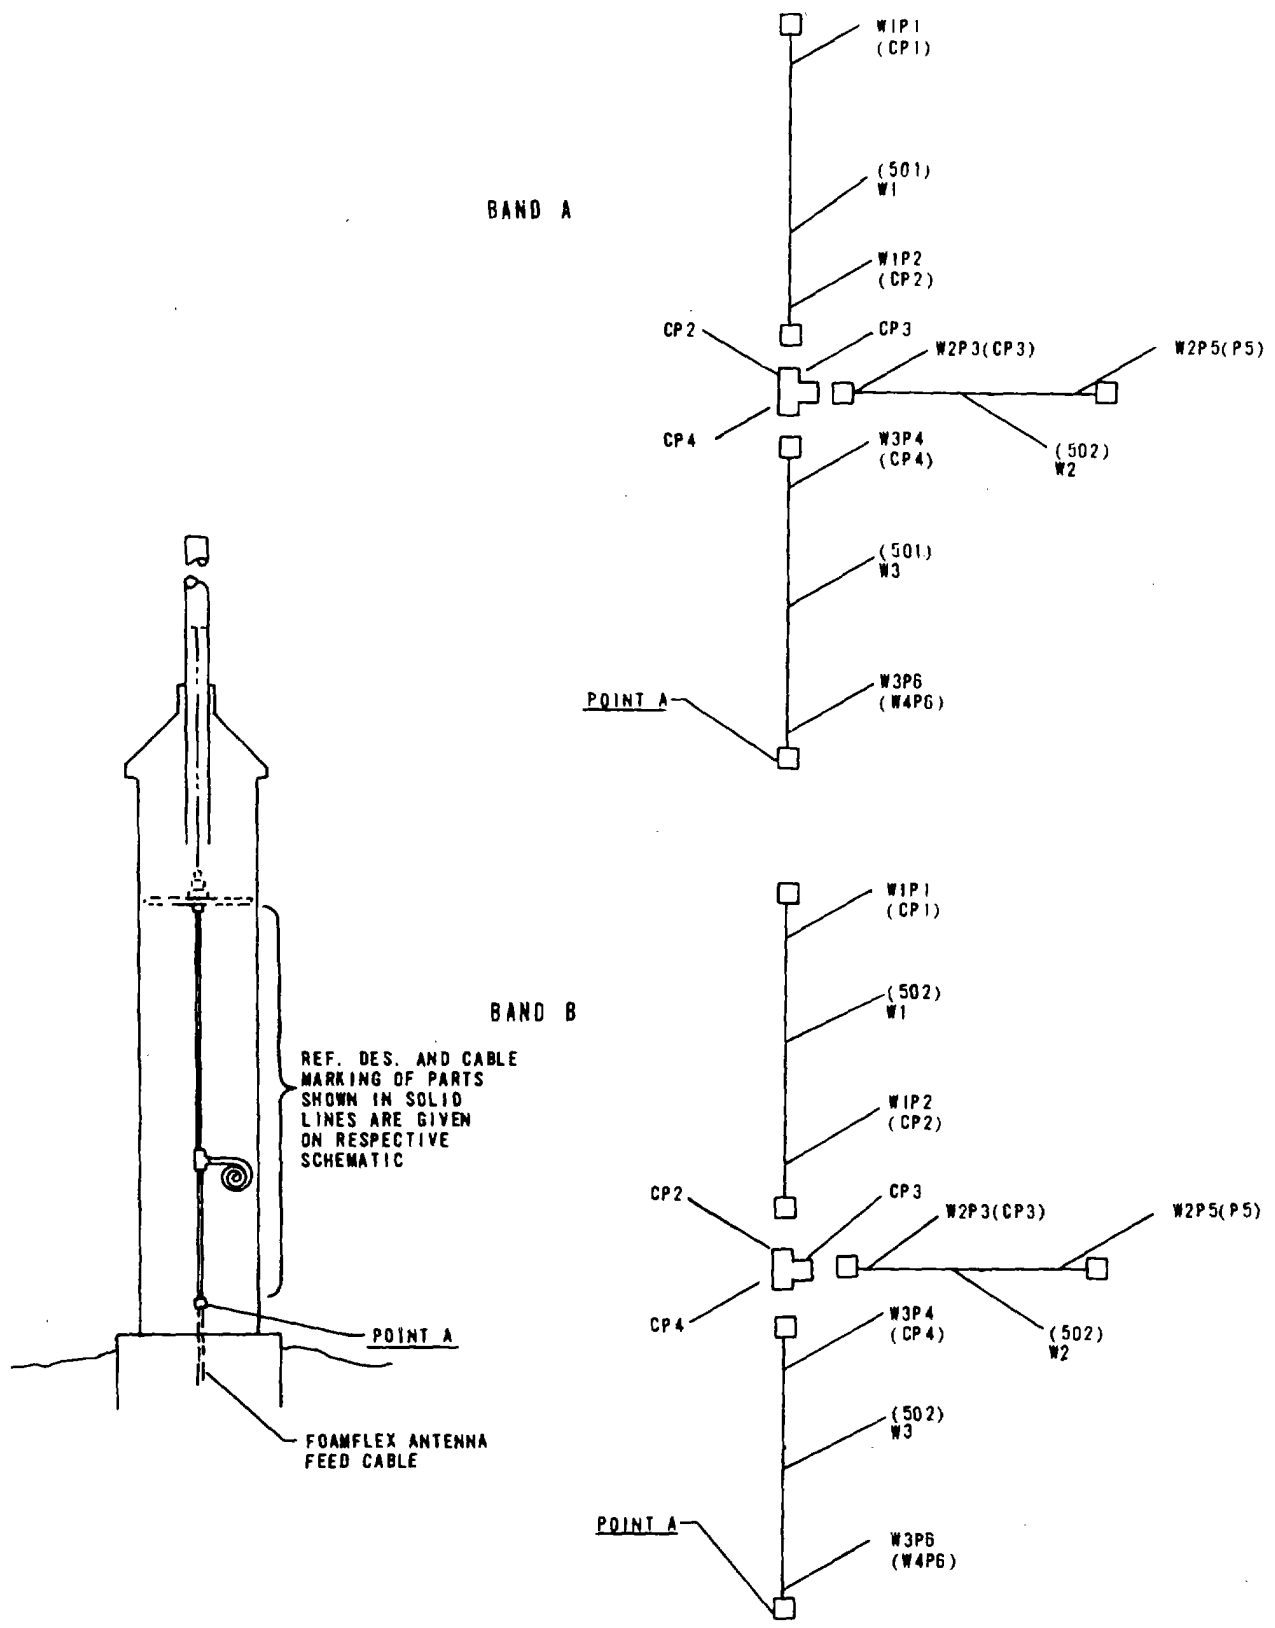 W1P1
(CP1)
(501)
W1
BAND A
W1P2
(CP2)
CP2
CP3
W2P3(CP3)
W2P5(P5)
CP4
W3P4
(CP4)
(502)
W2
(501)
W3
POINT A
W3P6
(W4P6)
W1P1
(CP1)
(502)
W1
BAND B
REF. DES. AND CABLE
MARKING OF PARTS
SHOWN IN SOLID
LINES ARE GIVEN
ON RESPECTIVE
SCHEMATIC
W1P2
(CP2)
CP2
CP3
W2P3(CP3)
W2P5(P5)
CP4
W3P4
(CP4)
(502)
W2
POINT A
(502)
W3
FOAMFLEX ANTENNA
FEED CABLE
POINT A
W3P6
(W4P6)